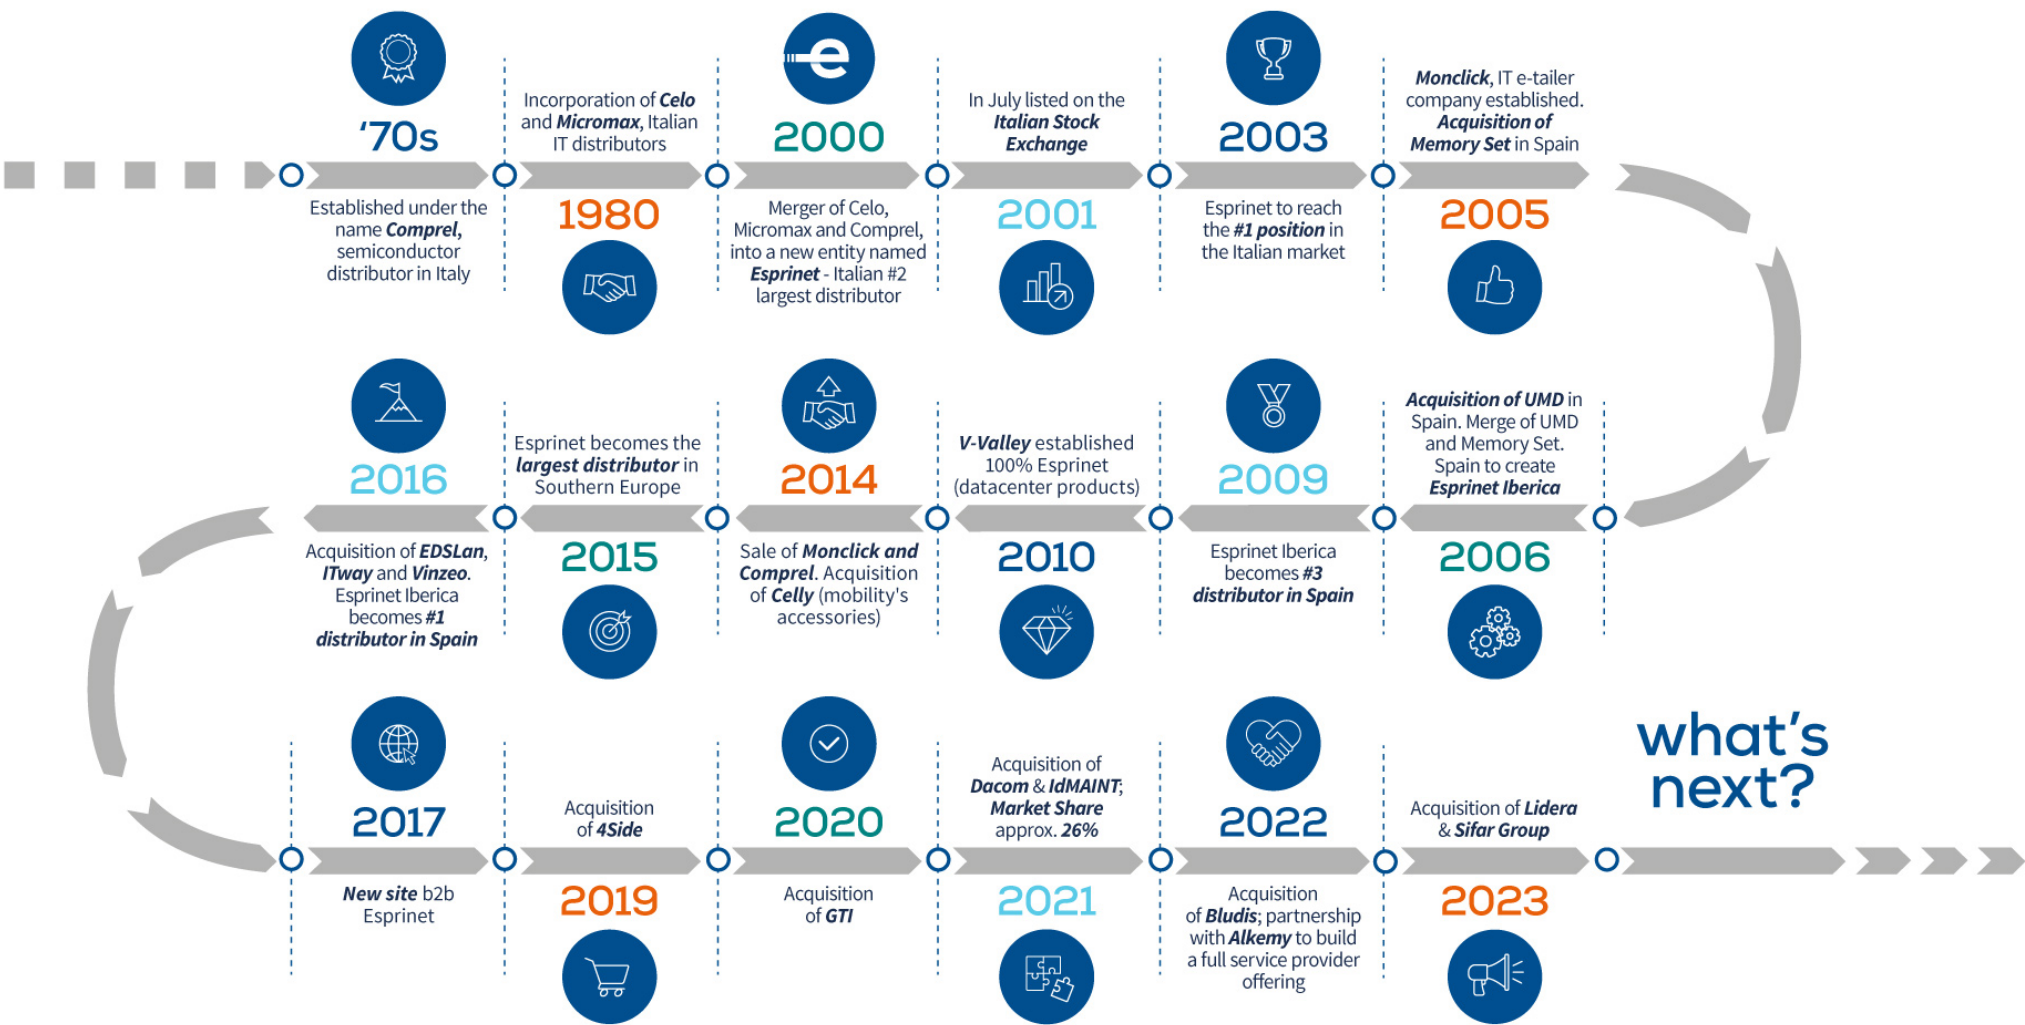 '70s
Established under the
name Comprel,
semiconductor
distributor in Italy
Incorporation of Celo
and Micromax, Italian
IT distributors
1980
e
2000
Merger of Celo,
Micromax and Comprel,
into a new entity named
Esprinet - Italian #2
largest distributor
In July listed on the
Italian Stock
Exchange
2001
2003
Esprinet to reach
the #1 position in
the Italian market
Monclick, IT e-tailer
company established.
Acquisition of
Memory Set in Spain
2005
Acquisition of UMD in
Spain. Merge of UMD
and Memory Set.
Spain to create
Esprinet Iberica
2006
2009
Esprinet Iberica
becomes #3
distributor in Spain
V-Valley established
100% Esprinet
(datacenter products)
2010
2014
Sale of Monclick and
Comprel. Acquisition
of Celly (mobility's
accessories)
Esprinet becomes the
largest distributor in
Southern Europe
2015
2016
Acquisition of EDSLan,
ITway and Vinzeo.
Esprinet Iberica
becomes #1
distributor in Spain
2017
New site b2b
Esprinet
Acquisition
of 4Side
2019
2020
Acquisition
of GTI
Acquisition of
Dacom & IdMAINT;
Market Share
approx. 26%
2021
2022
Acquisition
of Bludis; partnership
with Alkemy to build
a full service provider
offering
Acquisition of Lidera
& Sifar Group
2023
what's
next?